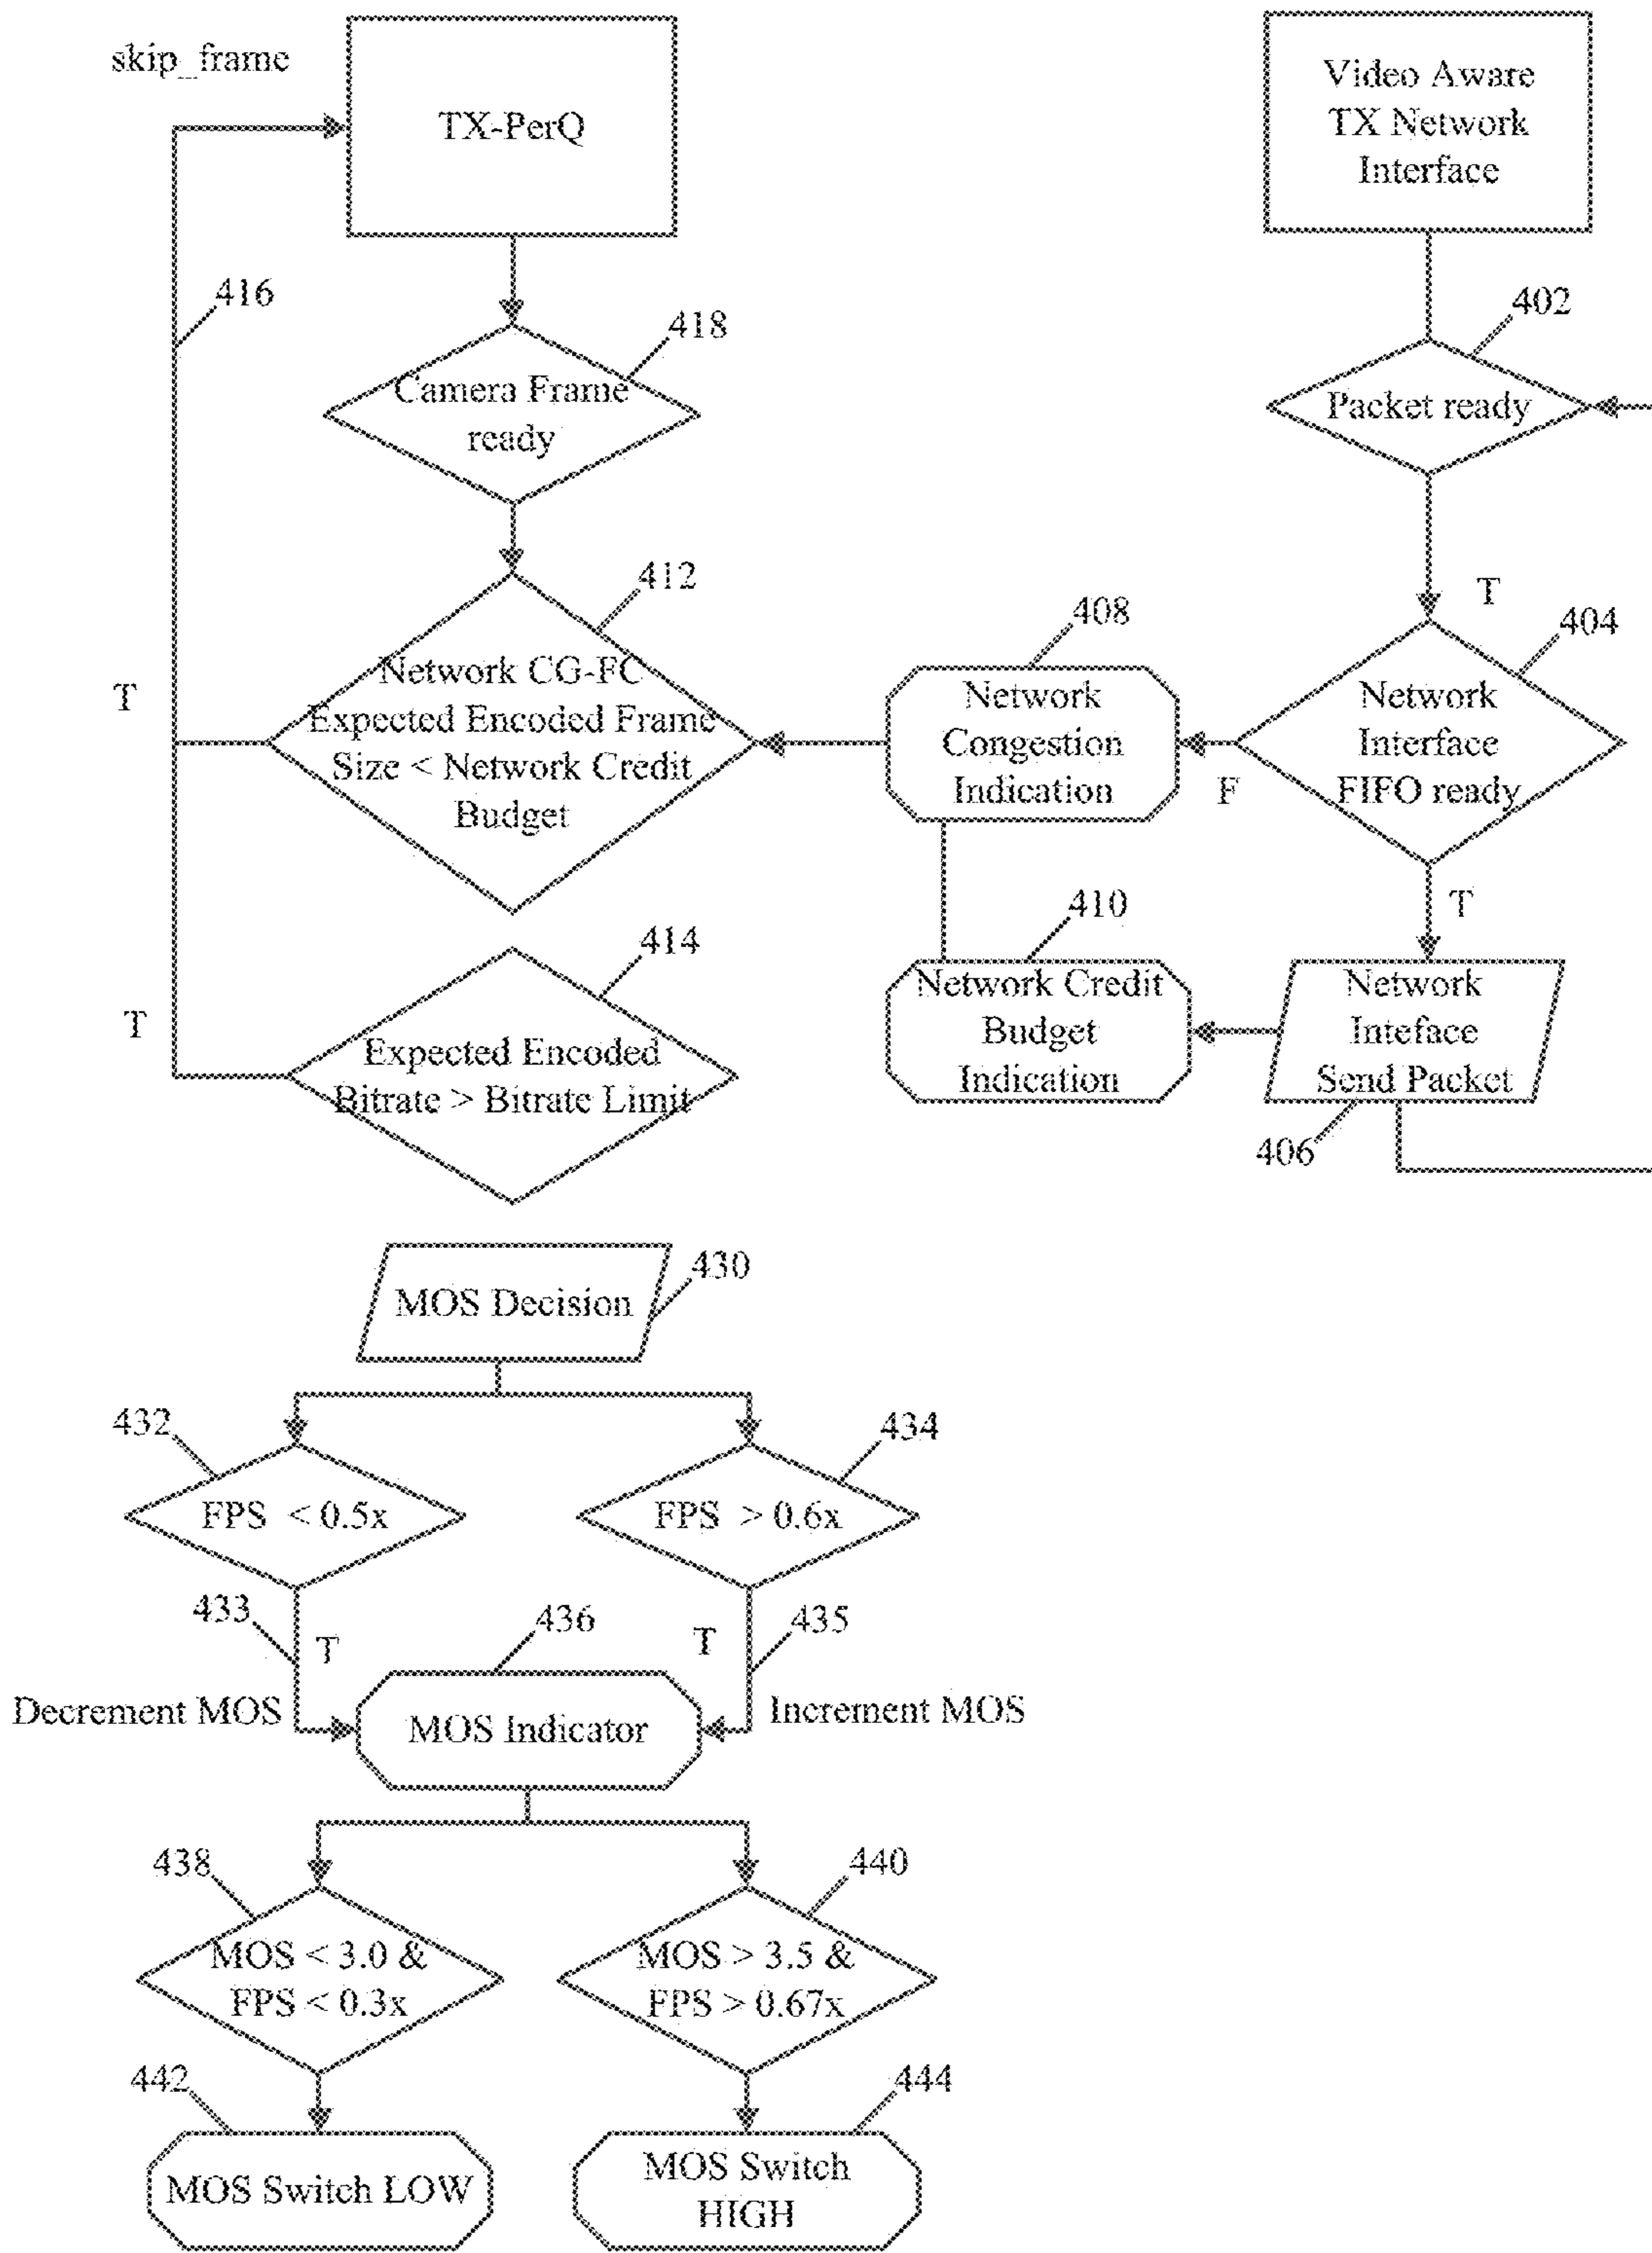 skip_frame
TX-PerQ
Video Aware
TX Network
Interface
416
418
402
Camera Frame
ready
Packet ready
412
T
408
404
Network CG-FC
Expected Encoded Frame
Size < Network Credit
Budget
T
Network
Congestion
Indication
F
Network
Interface
FIFO ready
T
414
410
T
Expected Encoded
Bitrate > Bitrate Limit
Network Credit
Budget
Indication
Network
Inteface
Send Packet
406
MOS Decision
430
432
434
FPS < 0.5x
FPS > 0.6x
433
T
436
T
435
Decrement MOS
MOS Indicator
Increment MOS
438
440
MOS < 3.0 &
FPS < 0.3x
MOS > 3.5 &
FPS > 0.67x
442
444
MOS Switch LOW
MOS Switch
HIGH